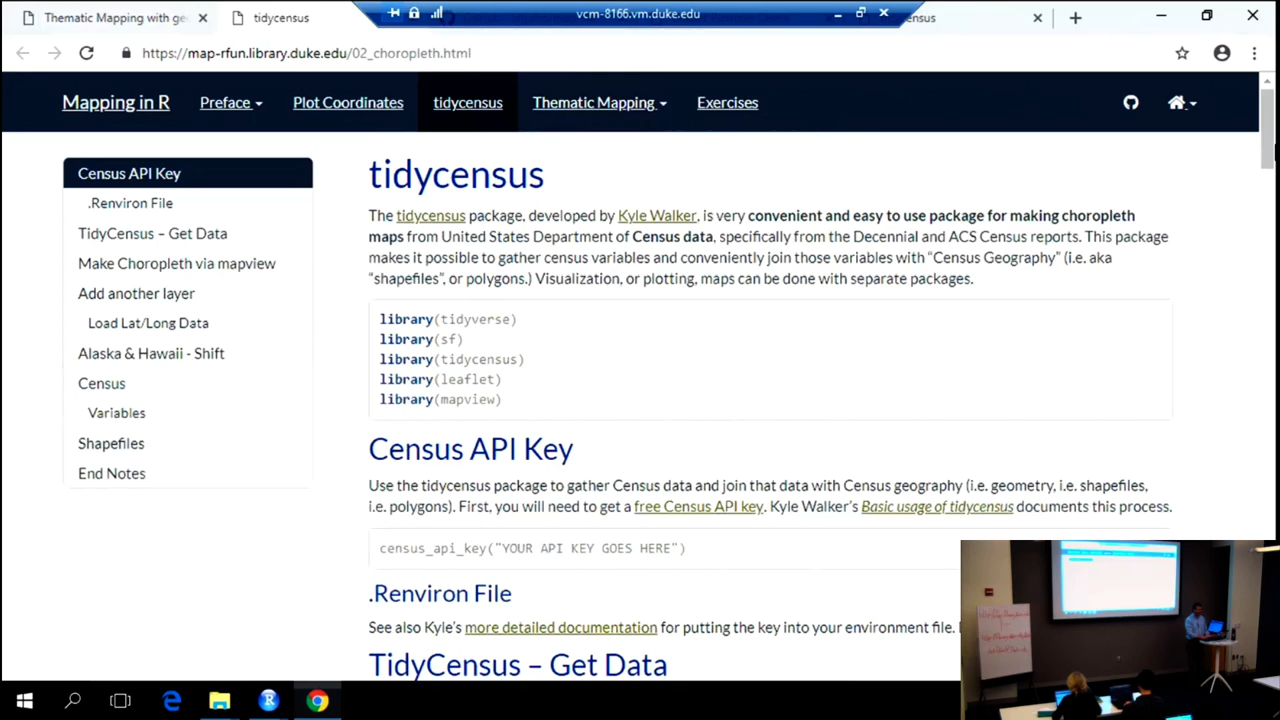 Thematic Mapping with ge
tidycensus
vcm-8166.vm.duke.edu
ensus
https://map-rfun.library.duke.edu/02_choropleth.html
Mapping in R
Preface
Plot Coordinates
tidycensus
Thematic Mapping
Exercises
Census API Key
.Renviron File
TidyCensus – Get Data
Make Choropleth via mapview
Add another layer
Load Lat/Long Data
Alaska & Hawaii - Shift
Census
Variables
Shapefiles
End Notes
tidycensus
The tidycensus package, developed by Kyle Walker, is very convenient and easy to use package for making choropleth
maps from United States Department of Census data, specifically from the Decennial and ACS Census reports. This package
makes it possible to gather census variables and conveniently join those variables with “Census Geography” (i.e. aka
“shapefiles”, or polygons.) Visualization, or plotting, maps can be done with separate packages.
library(tidyverse)
library(sf)
library(tidycensus)
library(leaflet)
library(mapview)
Census API Key
Use the tidycensus package to gather Census data and join that data with Census geography (i.e. geometry, i.e. shapefiles,
i.e. polygons). First, you will need to get a free Census API key. Kyle Walker’s Basic usage of tidycensus documents this process.
census_api_key("YOUR API KEY GOES HERE")
.Renviron File
See also Kyle’s more detailed documentation for putting the key into your environment file.
TidyCensus – Get Data